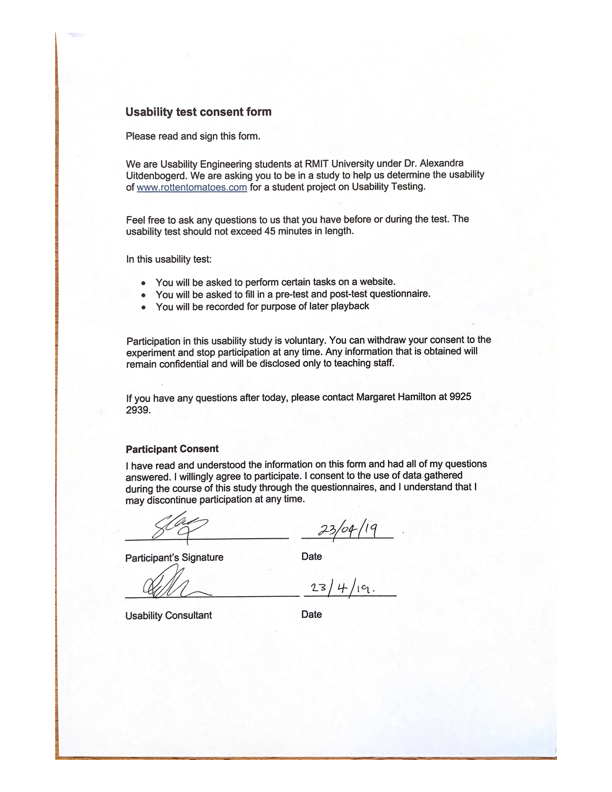 Usability test consent form
Please read and sign this form.
We are Usability Engineering students at RMIT University under Dr. Alexandra
Uitdenbogerd. We are asking you to be in a study to help us determine the usability
of www.rottentomatoes.com for a student project on Usability Testing.
Feel free to ask any questions to us that you have before or during the test. The
usability test should not exceed 45 minutes in length.
In this usability test:
• You will be asked to perform certain tasks on a website.
• You will be asked to fill in a pre-test and post-test questionnaire.
• You will be recorded for purpose of later playback
Participation in this usability study is voluntary. You can withdraw your consent to the
experiment and stop participation at any time. Any information that is obtained will
remain confidential and will be disclosed only to teaching staff.
If you have any questions after today, please contact Margaret Hamilton at 9925
2939.
Participant Consent
I have read and understood the information on this form and had all of my questions
answered. I willingly agree to participate. I consent to the use of data gathered
during the course of this study through the questionnaires, and I understand that I
may discontinue participation at any time.
23/04/19
Participant's Signature Date
23/4/19.
Usability Consultant Date